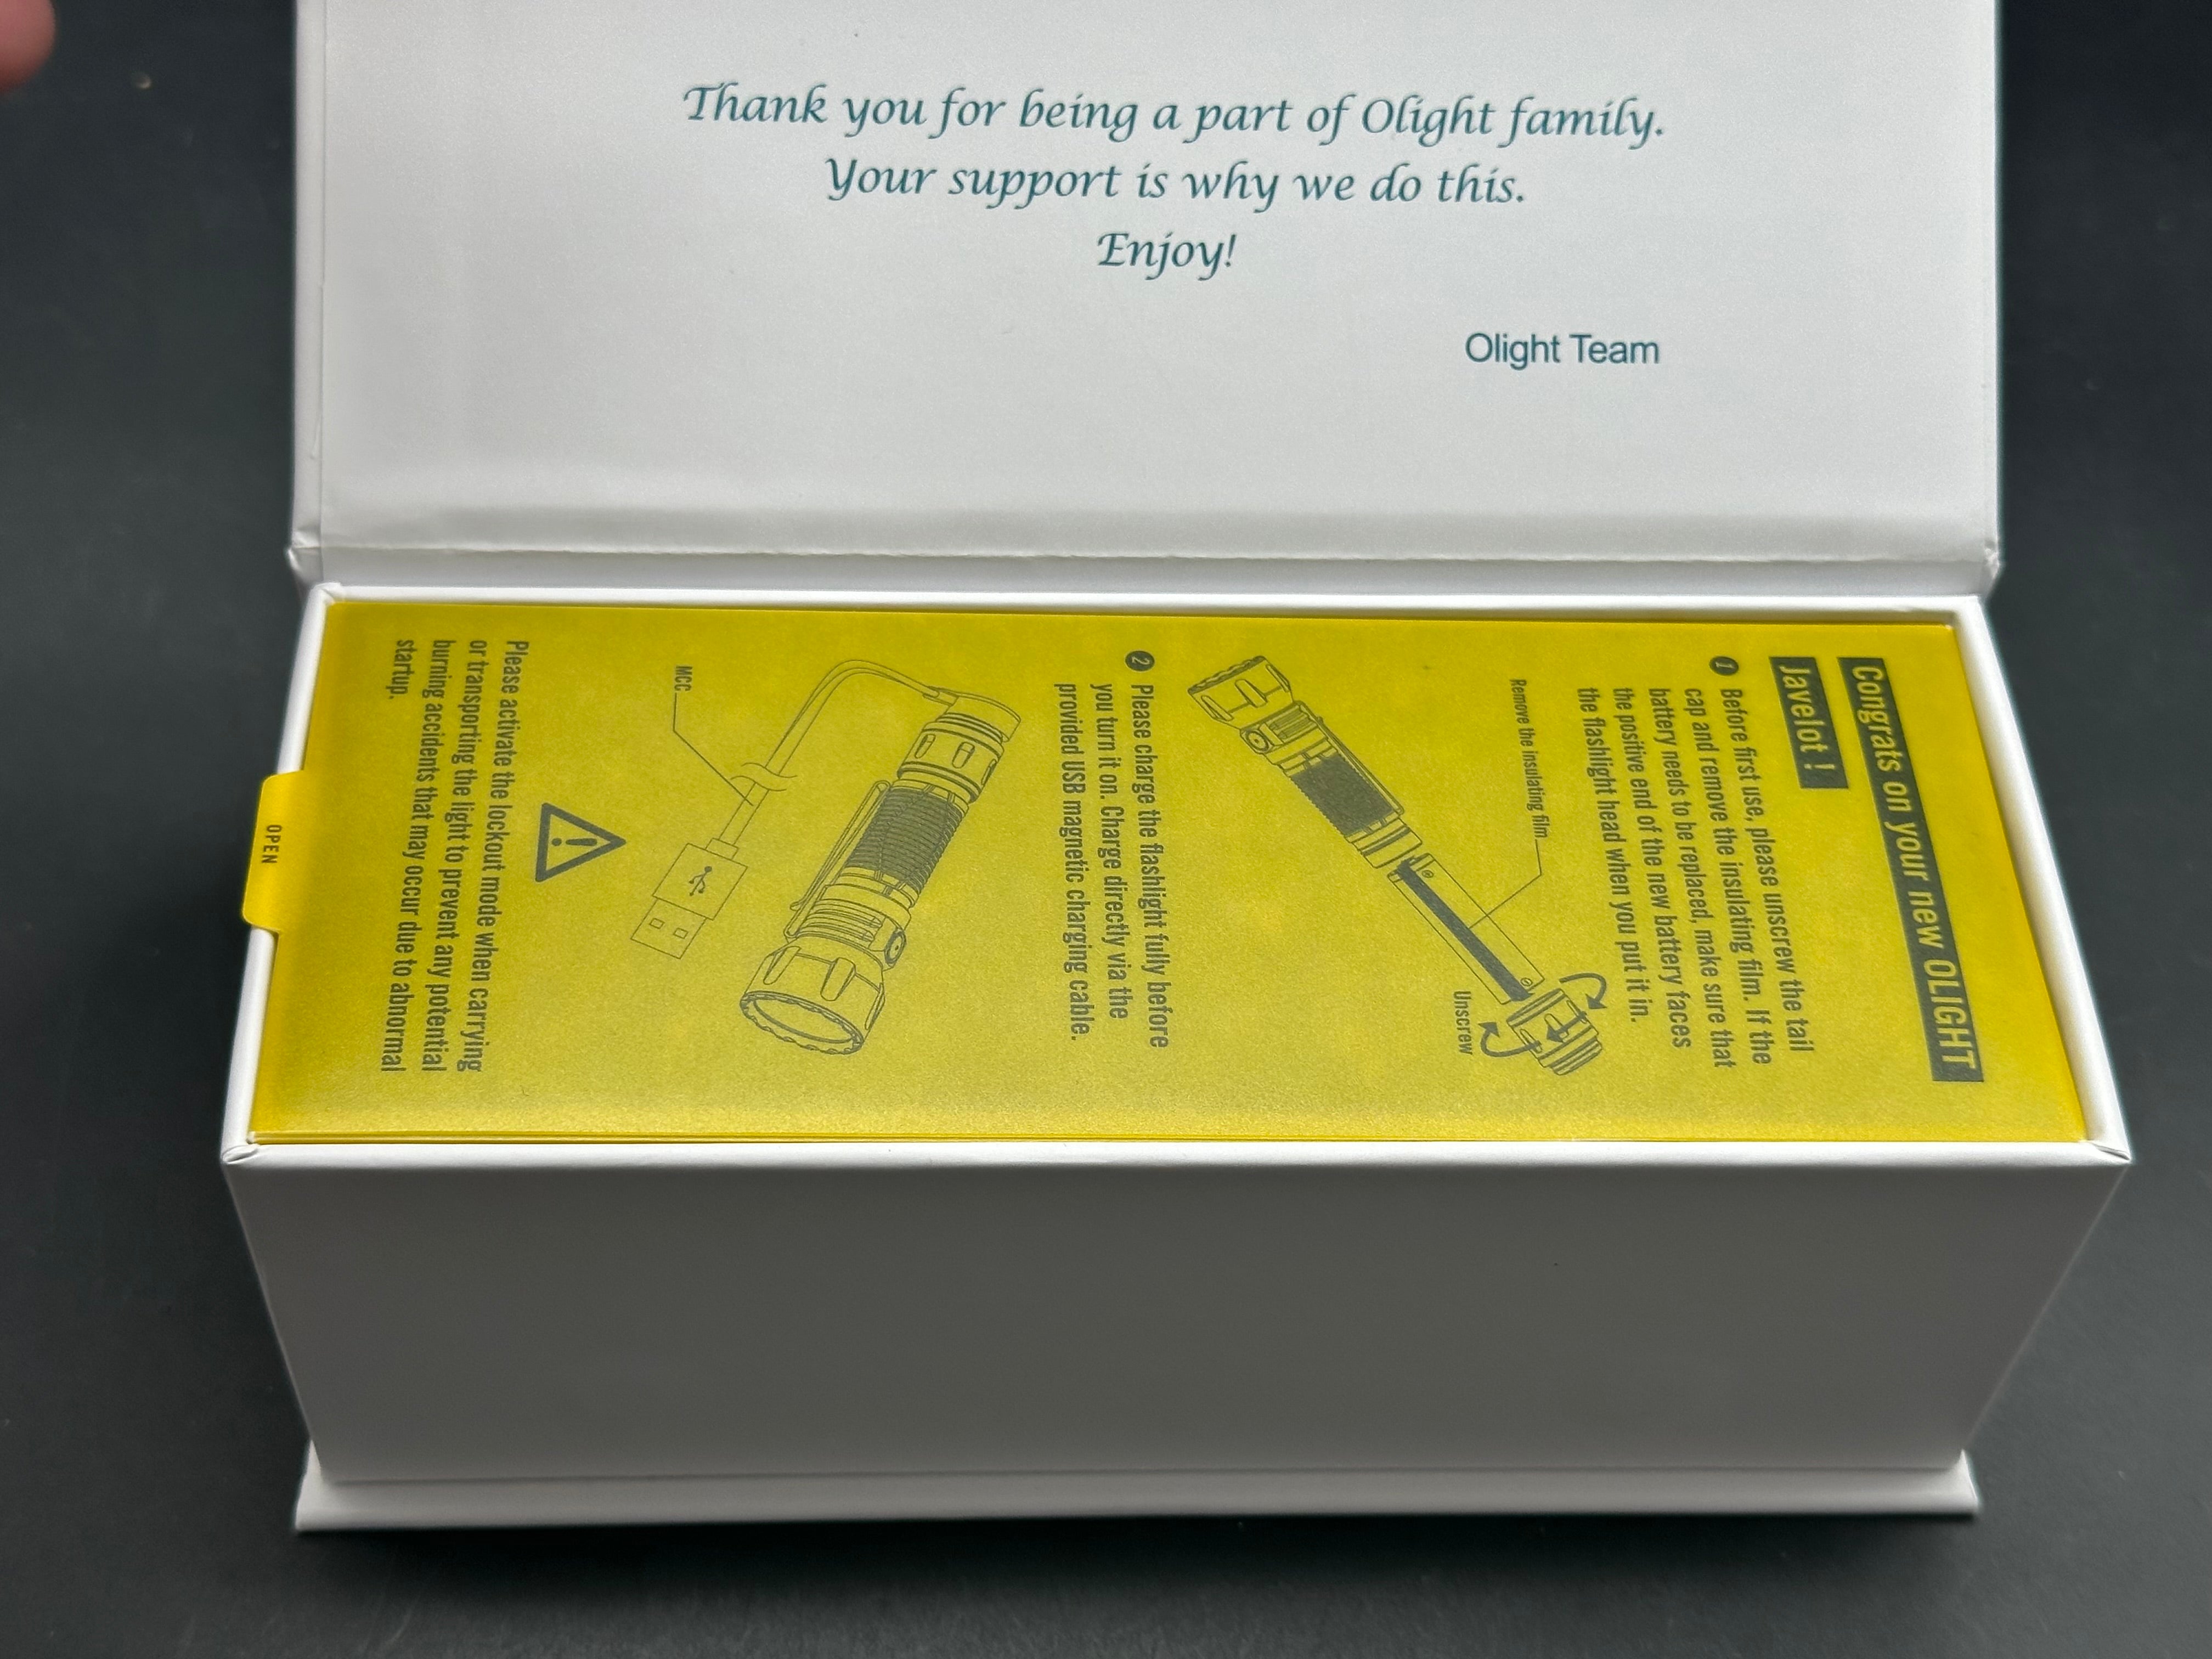 Thank you for being a part of Olight family.
Your support is why we do this.
Enjoy!
Olight Team
Congrats on your new OLIGHT
Javelot !
1 Before first use, please unscrew the tail
cap and remove the insulating film. If the
battery needs to be replaced, make sure that
the positive end of the new battery faces
the flashlight head when you put it in.
Remove the insulating film
Unscrew
2 Please charge the flashlight fully before
you turn it on. Charge directly via the
provided USB magnetic charging cable.
MCC
Please activate the lockout mode when carrying
or transporting the light to prevent any potential
burning accidents that may occur due to abnormal
startup.
OPEN